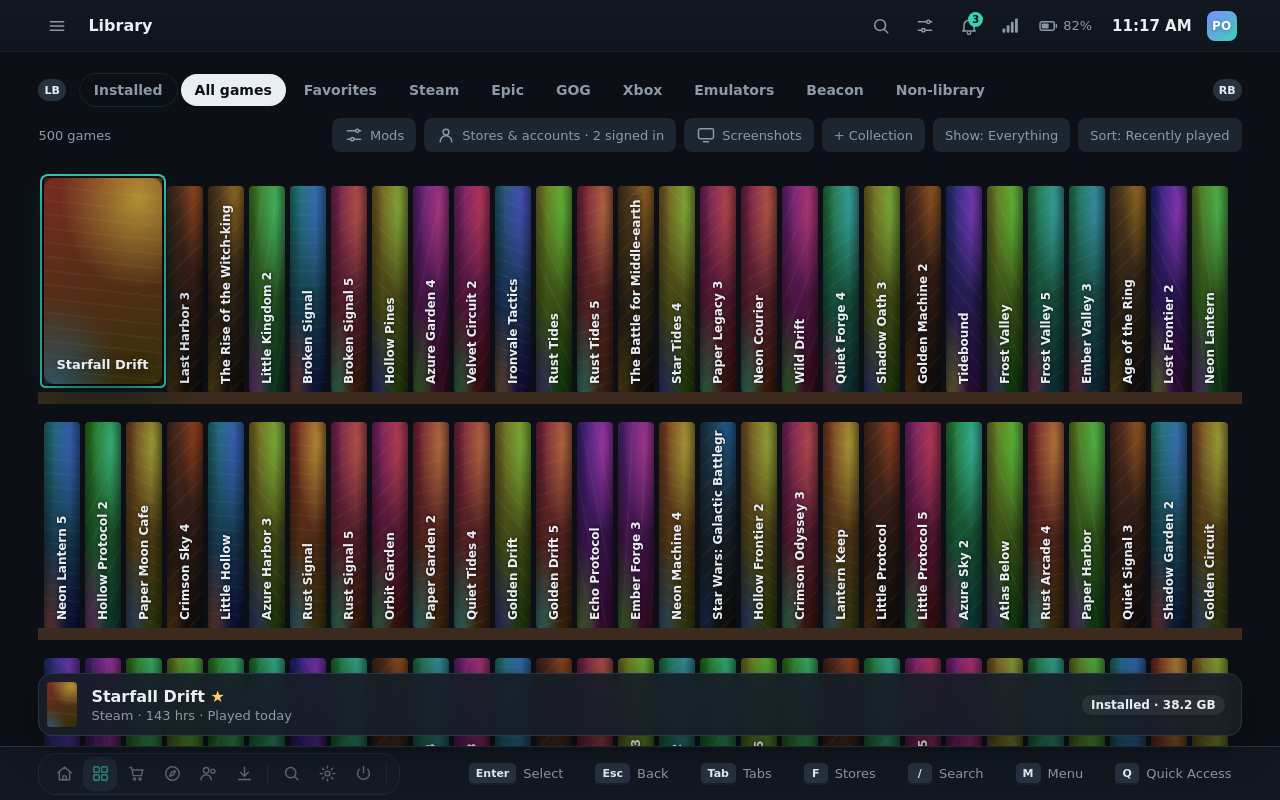 Library
3
82%
11:17 AM
PO
LB
Installed
All games
Favorites
Steam
Epic
GOG
Xbox
Emulators
Beacon
Non-library
RB
500 games
Mods
Stores & accounts · 2 signed in
Screenshots
+ Collection
Show: Everything
Sort: Recently played
Starfall Drift
Last Harbor 3
The Rise of the Witch-king
Little Kingdom 2
Broken Signal
Broken Signal 5
Hollow Pines
Azure Garden 4
Velvet Circuit 2
Ironvale Tactics
Rust Tides
Rust Tides 5
The Battle for Middle-earth
Star Tides 4
Paper Legacy 3
Neon Courier
Wild Drift
Quiet Forge 4
Shadow Oath 3
Golden Machine 2
Tidebound
Frost Valley
Frost Valley 5
Ember Valley 3
Age of the Ring
Lost Frontier 2
Neon Lantern
Neon Lantern 5
Hollow Protocol 2
Paper Moon Cafe
Crimson Sky 4
Little Hollow
Azure Harbor 3
Rust Signal
Rust Signal 5
Orbit Garden
Paper Garden 2
Quiet Tides 4
Golden Drift
Golden Drift 5
Echo Protocol
Ember Forge 3
Neon Machine 4
Star Wars: Galactic Battlegr
Hollow Frontier 2
Crimson Odyssey 3
Lantern Keep
Little Protocol
Little Protocol 5
Azure Sky 2
Atlas Below
Rust Arcade 4
Paper Harbor
Quiet Signal 3
Shadow Garden 2
Golden Circuit
Starfall Drift ★
Steam · 143 hrs · Played today
Installed · 38.2 GB
Enter Select
Esc Back
Tab Tabs
F Stores
/ Search
M Menu
Q Quick Access